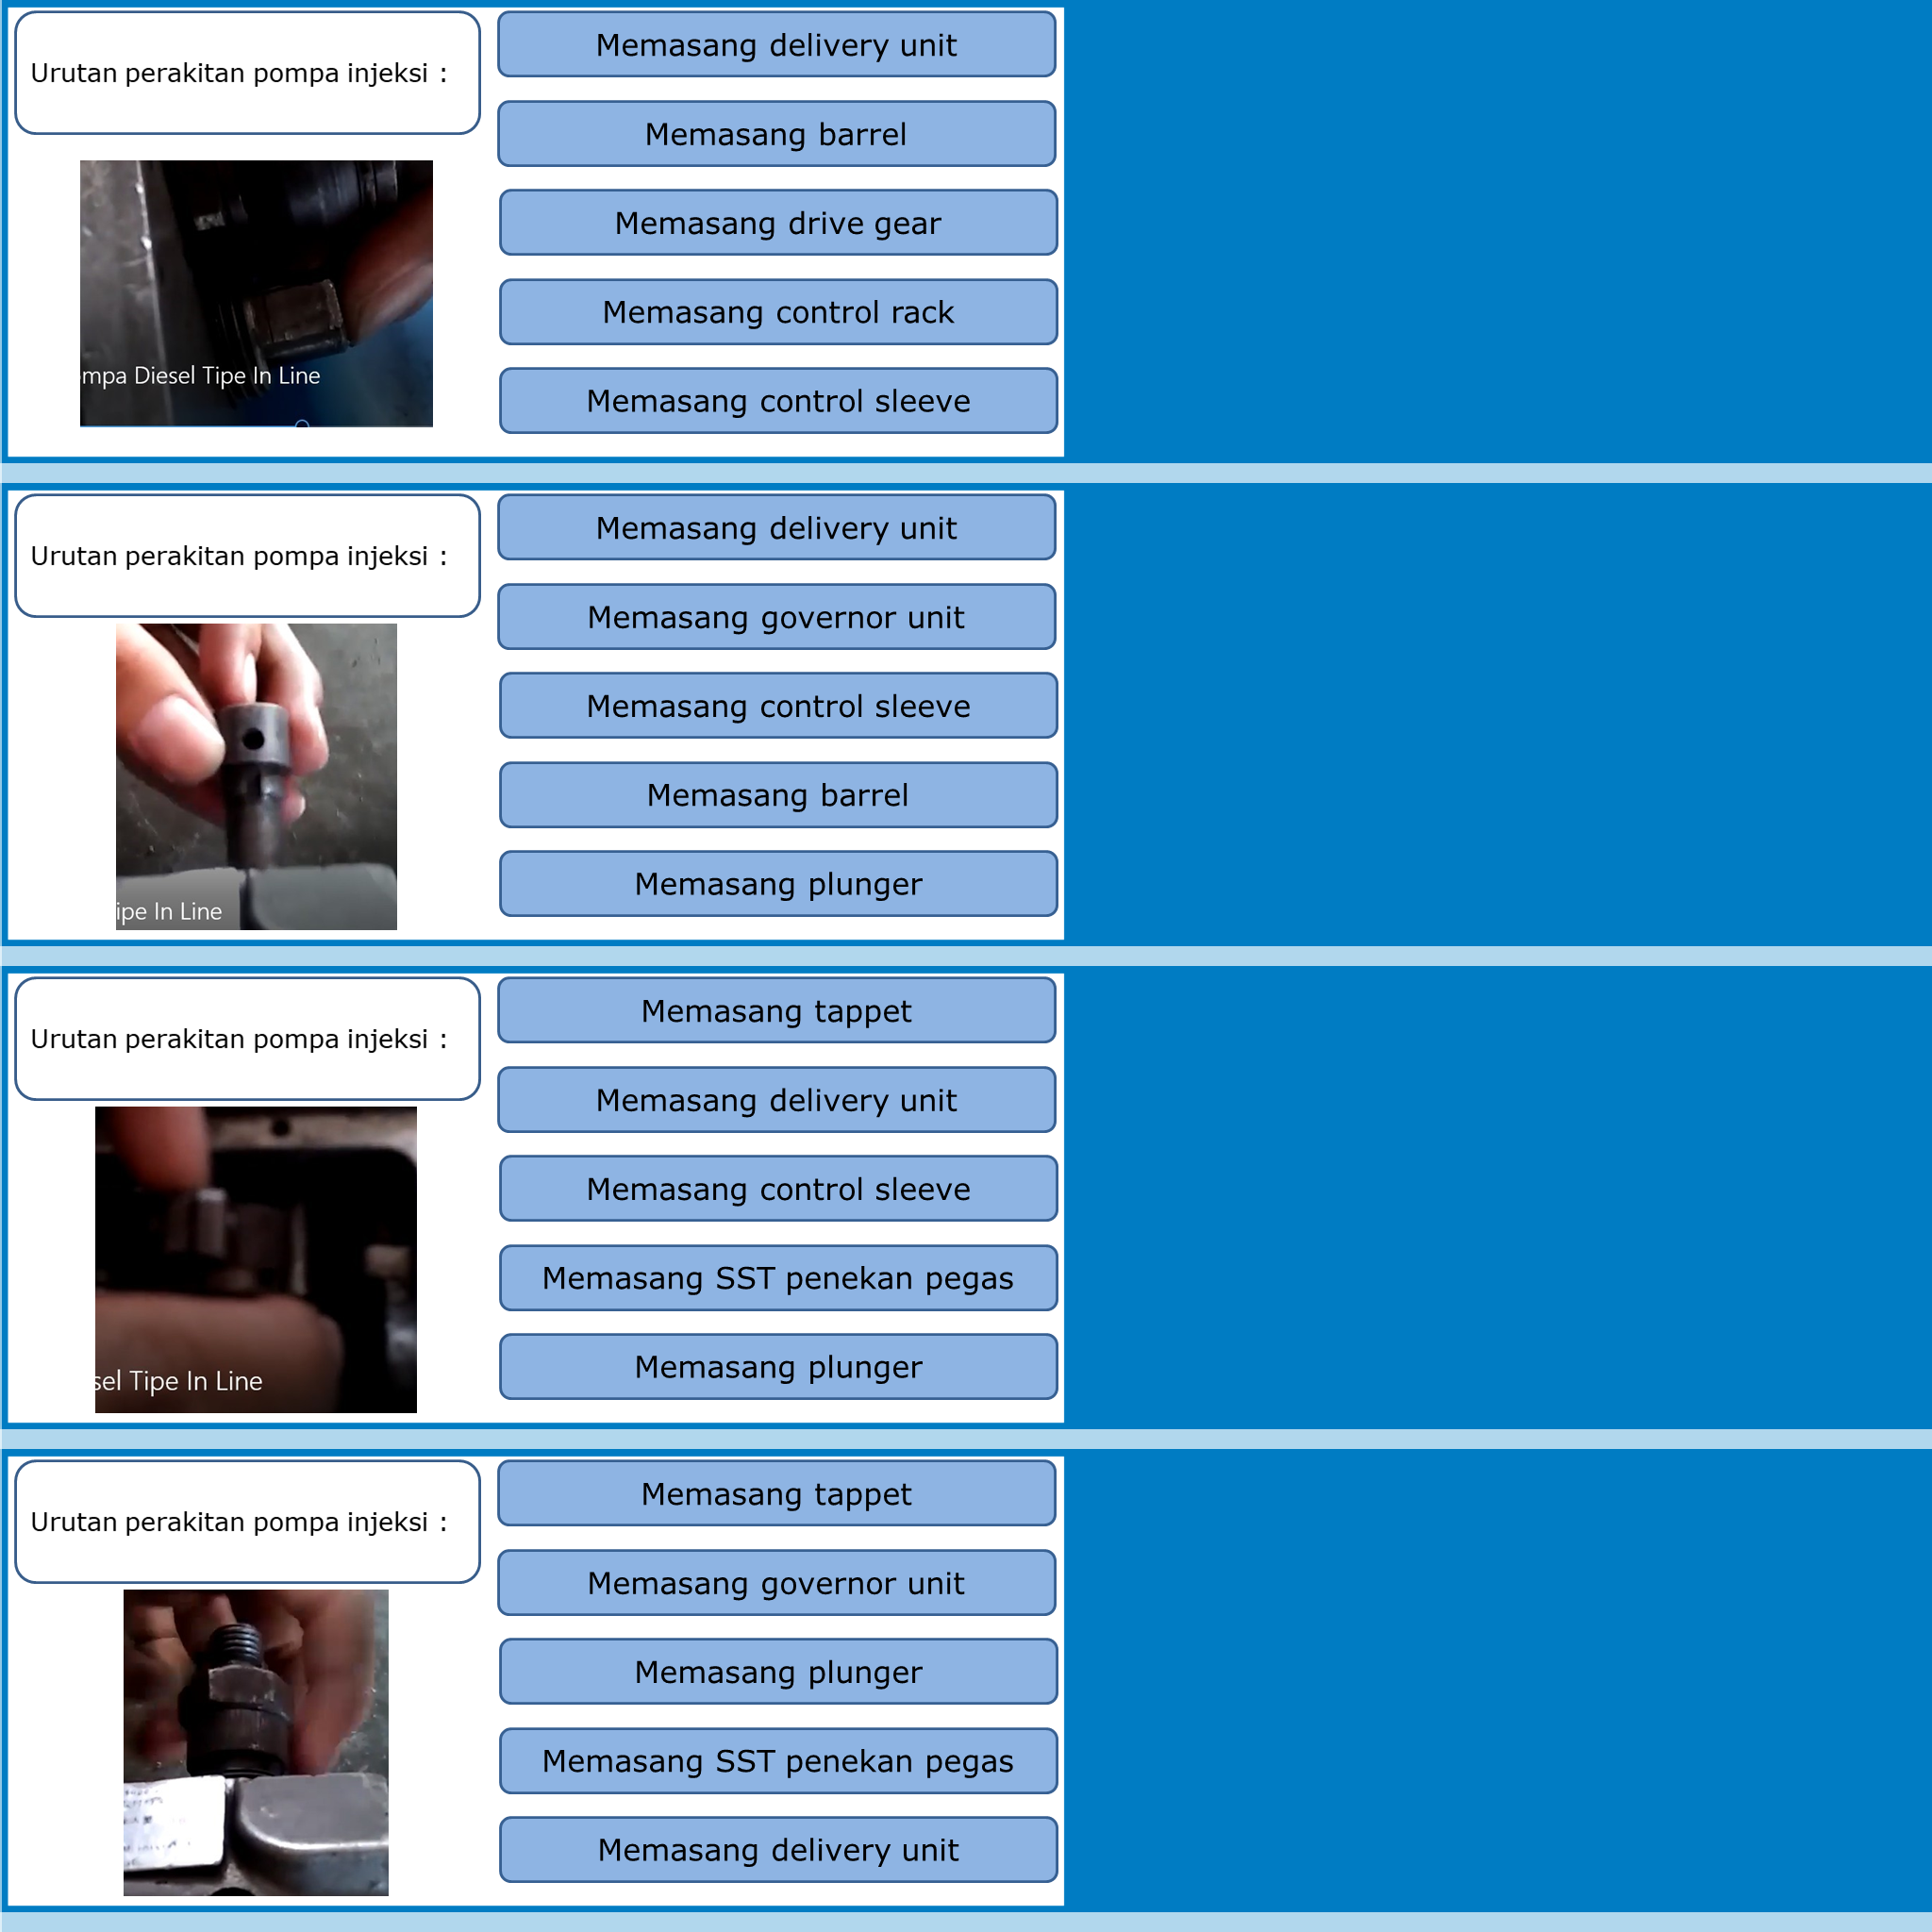 Urutan perakitan pompa injeksi :
Memasang delivery unit
Memasang barrel
Memasang drive gear
Memasang control rack
Memasang control sleeve
mpa Diesel Tipe In Line
Urutan perakitan pompa injeksi :
Memasang delivery unit
Memasang governor unit
Memasang control sleeve
Memasang barrel
Memasang plunger
ipe In Line
Urutan perakitan pompa injeksi :
Memasang tappet
Memasang delivery unit
Memasang control sleeve
Memasang SST penekan pegas
Memasang plunger
sel Tipe In Line
Urutan perakitan pompa injeksi :
Memasang tappet
Memasang governor unit
Memasang plunger
Memasang SST penekan pegas
Memasang delivery unit